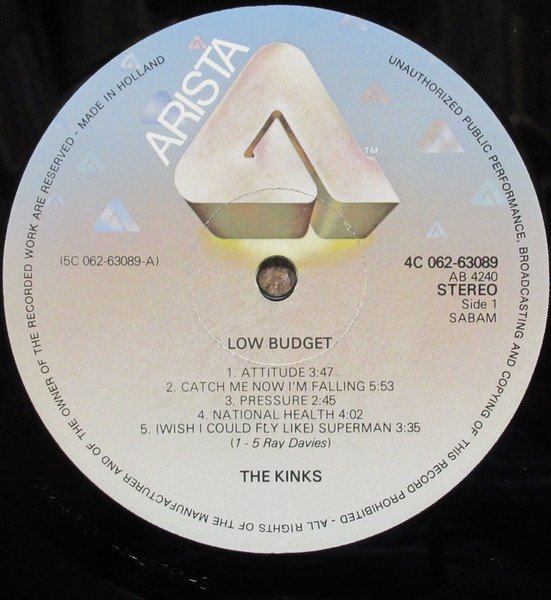 ARISTA
™
(5C 062-63089-A)
4C 062-63089
AB 4240
STEREO
Side 1
SABAM
LOW BUDGET
1. ATTITUDE 3:47
2. CATCH ME NOW I'M FALLING 5:53
3. PRESSURE 2:45
4. NATIONAL HEALTH 4:02
5. (WISH I COULD FLY LIKE) SUPERMAN 3:35
(1 - 5 Ray Davies)
THE KINKS
UNAUTHORIZED PUBLIC PERFORMANCE, BROADCASTING AND COPYING OF THIS RECORD PROHIBITED - ALL RIGHTS OF THE MANUFACTURER AND OF THE OWNER OF THE RECORDED WORK ARE RESERVED - MADE IN HOLLAND